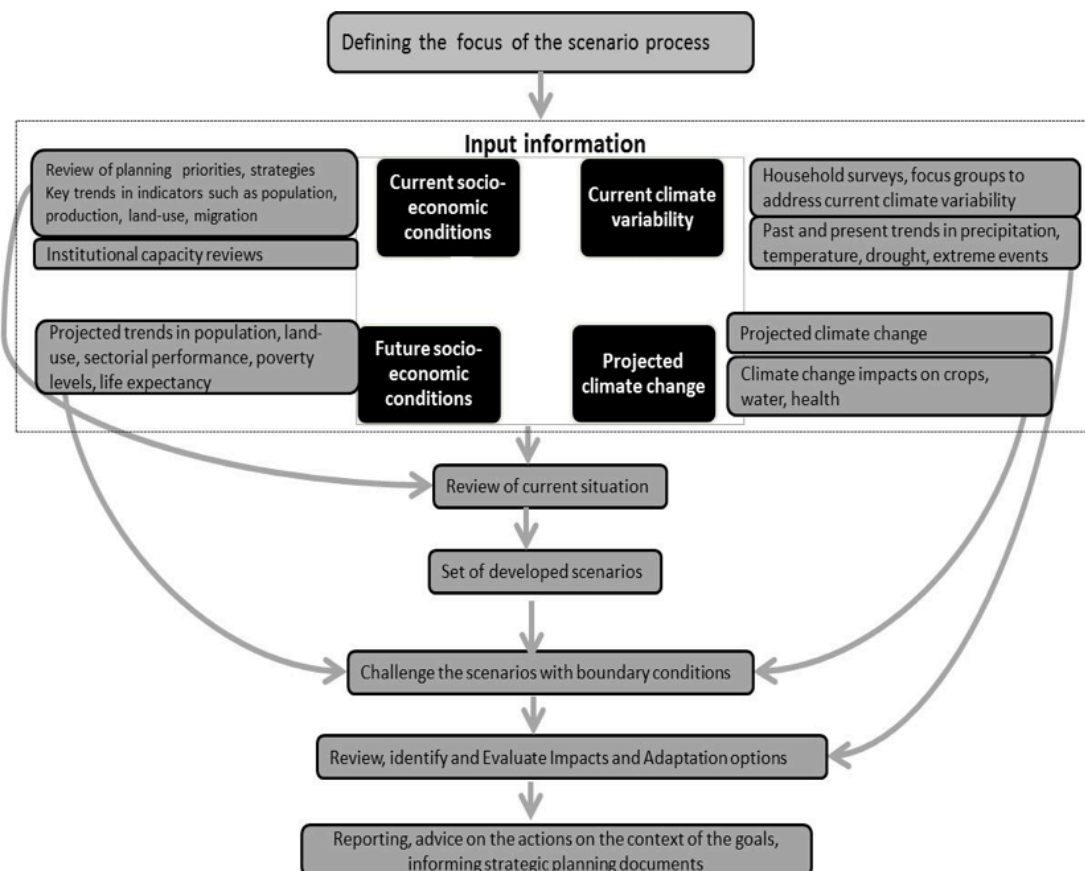 Defining the focus of the scenario process
Input information
Review of planning priorities, strategies
Key trends in indicators such as population,
production, land-use, migration
Institutional capacity reviews
Current socio-
economic
conditions
Current climate
variability
Household surveys, focus groups to
address current climate variability
Past and present trends in precipitation,
temperature, drought, extreme events
Projected trends in population, land-
use, sectorial performance, poverty
levels, life expectancy
Future socio-
economic
conditions
Projected
climate change
Projected climate change
Climate change impacts on crops,
water, health
Review of current situation
Set of developed scenarios
Challenge the scenarios with boundary conditions
Review, identify and Evaluate Impacts and Adaptation options
Reporting, advice on the actions on the context of the goals,
informing strategic planning documents